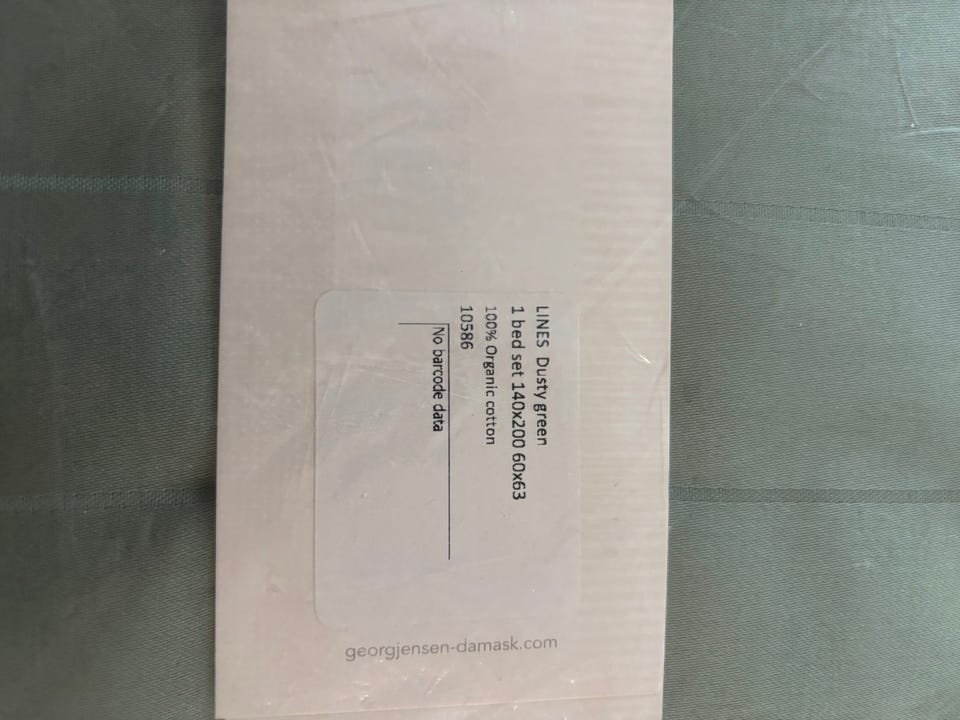 LINES Dusty green
1 bed set 140x200 60x63
100% Organic cotton
10586
No barcode data
georgjensen-damask.com